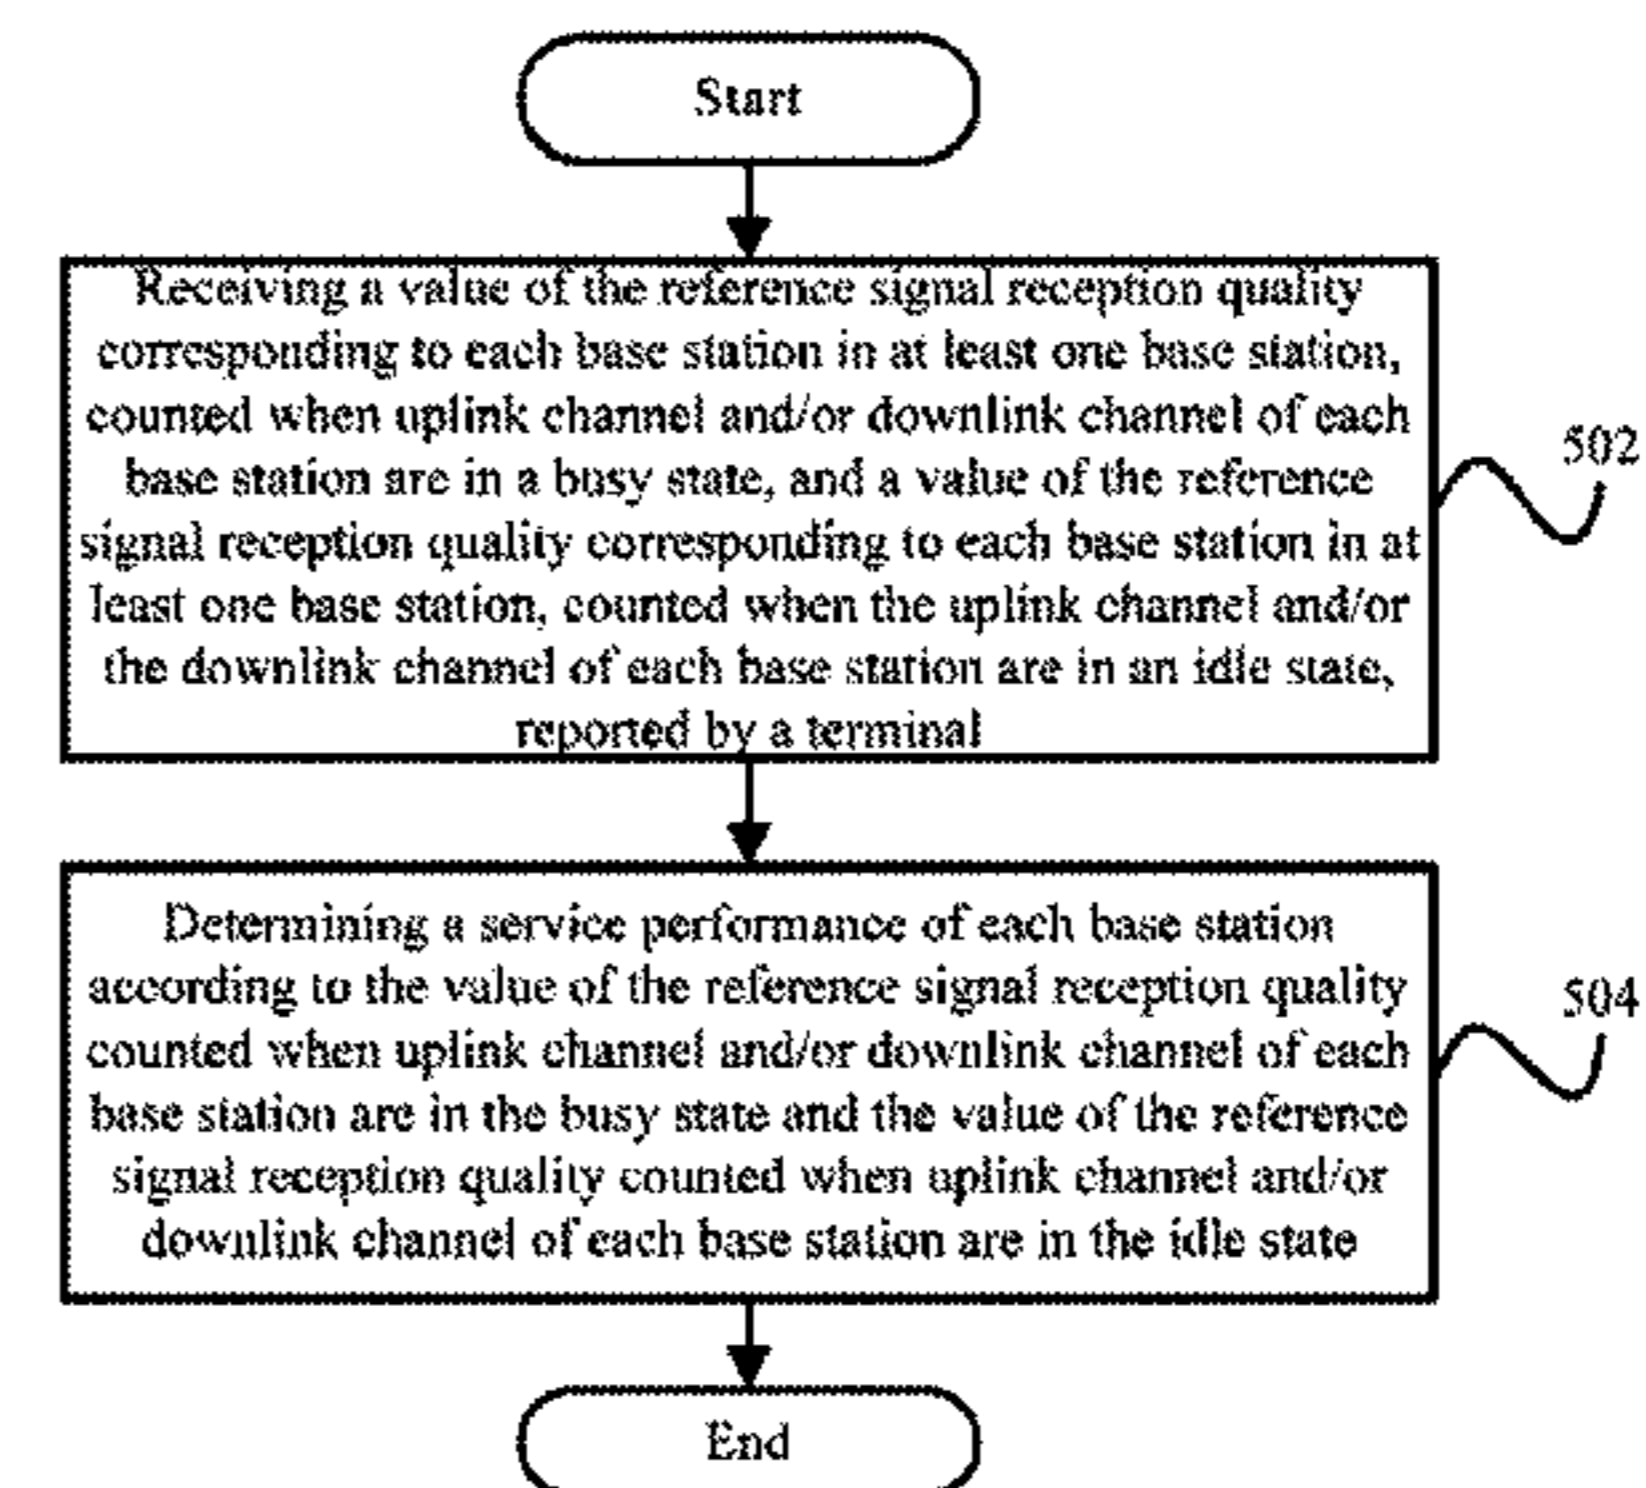 Start
Receiving a value of the reference signal reception quality
corresponding to each base station in at least one base station,
counted when uplink channel and/or downlink channel of each
base station are in a busy state, and a value of the reference
signal reception quality corresponding to each base station in at
least one base station, counted when the uplink channel and/or
the downlink channel of each base station are in an idle state,
reported by a terminal
502
Determining a service performance of each base station
according to the value of the reference signal reception quality
counted when uplink channel and/or downlink channel of each
base station are in the busy state and the value of the reference
signal reception quality counted when uplink channel and/or
downlink channel of each base station are in the idle state
504
End